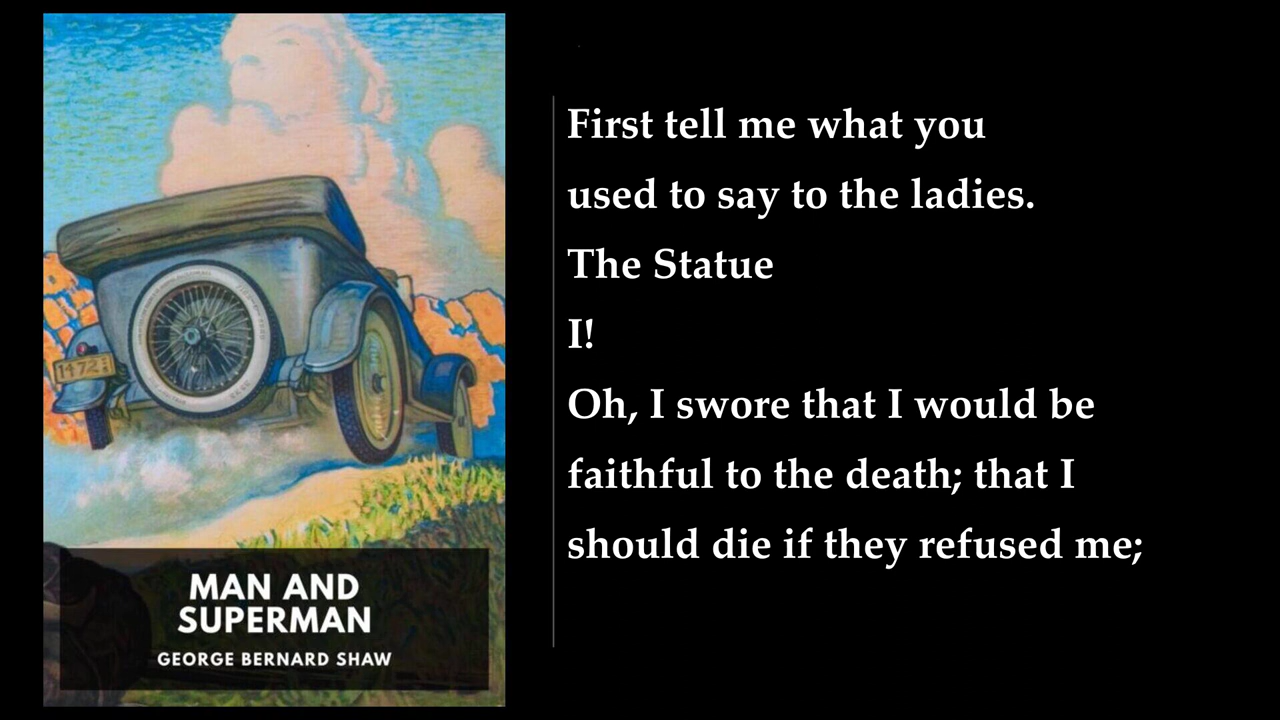 1472
MAN AND
SUPERMAN
GEORGE BERNARD SHAW
First tell me what you
used to say to the ladies.
The Statue
I!
Oh, I swore that I would be
faithful to the death; that I
should die if they refused me;